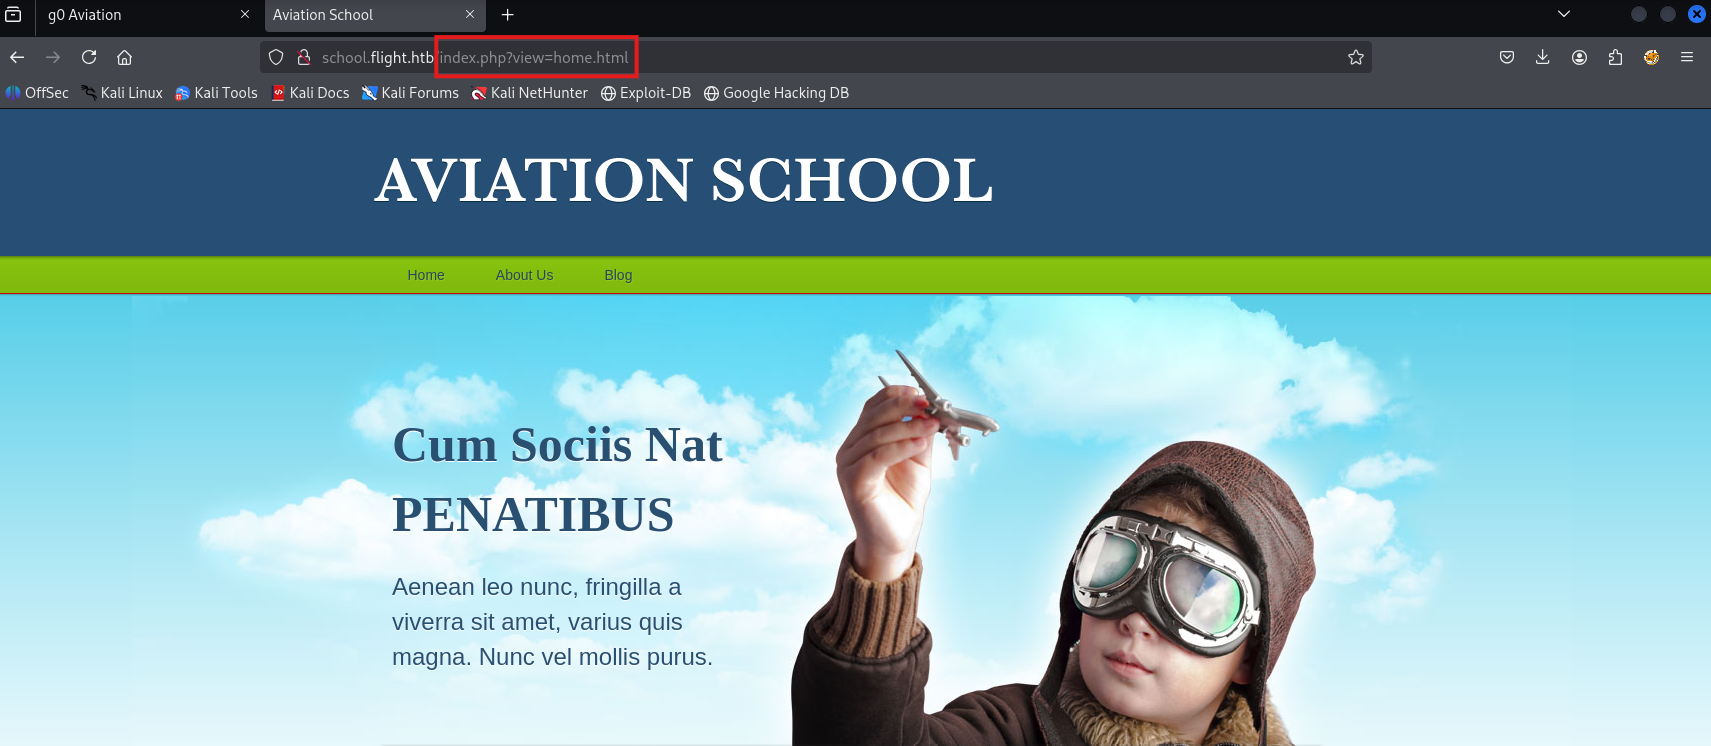 g0 Aviation
Aviation School
school.flight.htb/index.php?view=home.html
OffSec Kali Linux Kali Tools Kali Docs Kali Forums Kali NetHunter Exploit-DB Google Hacking DB
AVIATION SCHOOL
Home About Us Blog
Cum Sociis Nat
PENATIBUS
Aenean leo nunc, fringilla a
viverra sit amet, varius quis
magna. Nunc vel mollis purus.